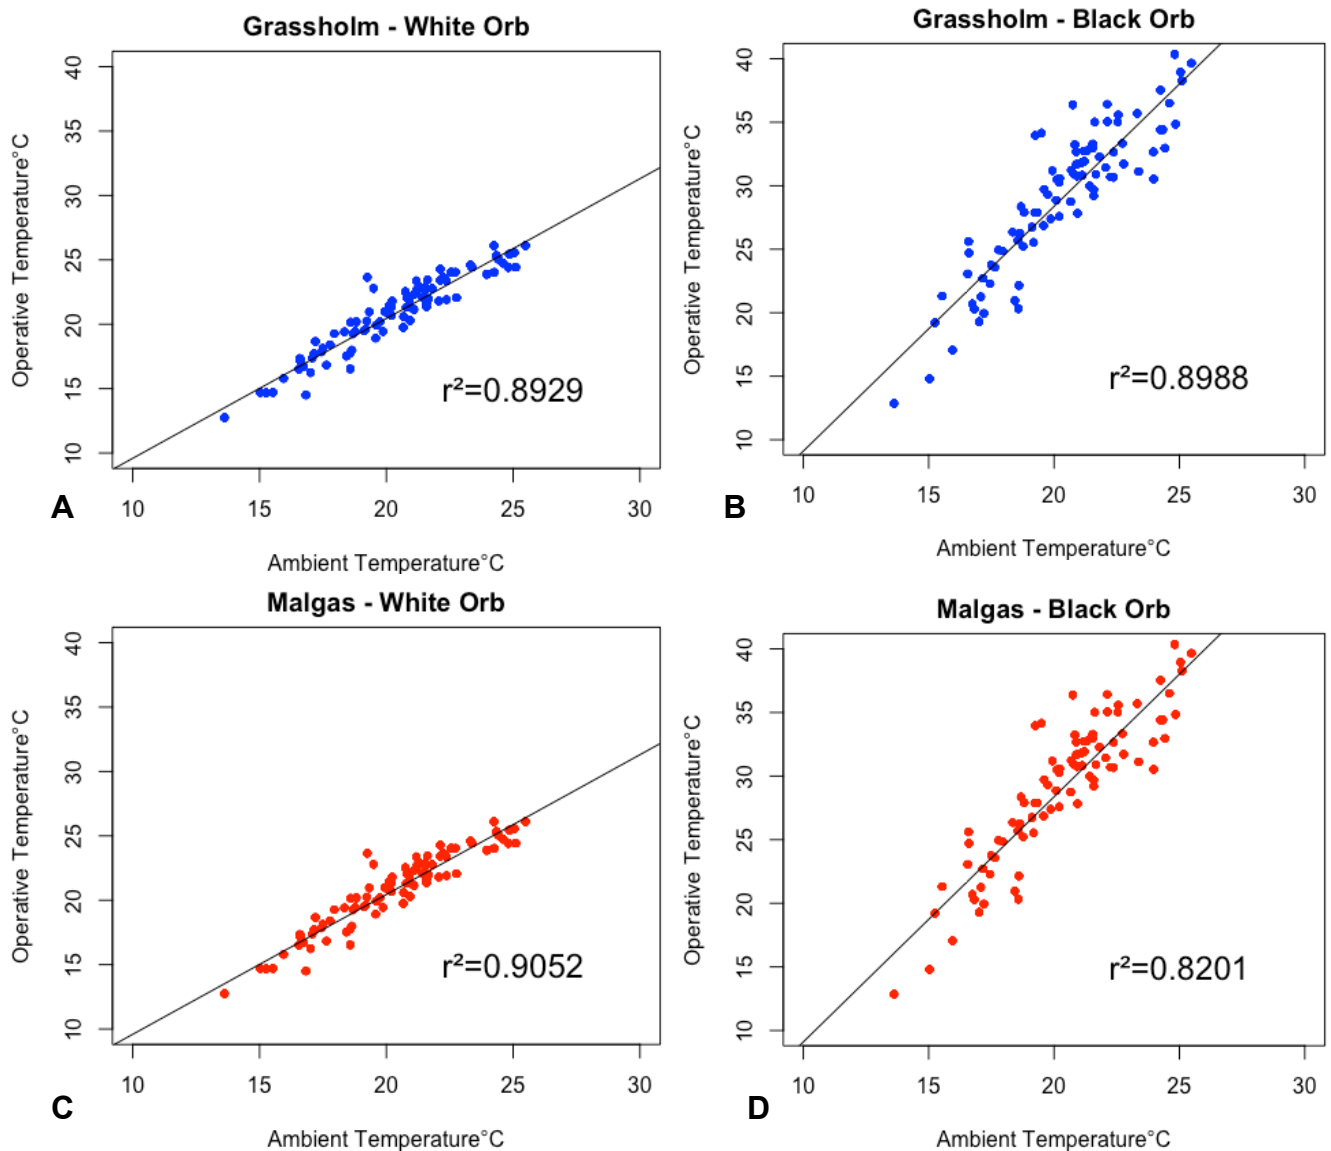 Grassholm - White Orb
Operative Temperature°C
40
35
30
25
20
15
10
r²=0.8929
10 15 20 25 30
A
Ambient Temperature°C
Grassholm - Black Orb
Operative Temperature°C
40
35
30
25
20
15
10
r²=0.8988
10 15 20 25 30
B
Ambient Temperature°C
Malgas - White Orb
Operative Temperature°C
40
35
30
25
20
15
10
r²=0.9052
10 15 20 25 30
C
Ambient Temperature°C
Malgas - Black Orb
Operative Temperature°C
40
35
30
25
20
15
10
r²=0.8201
10 15 20 25 30
D
Ambient Temperature°C